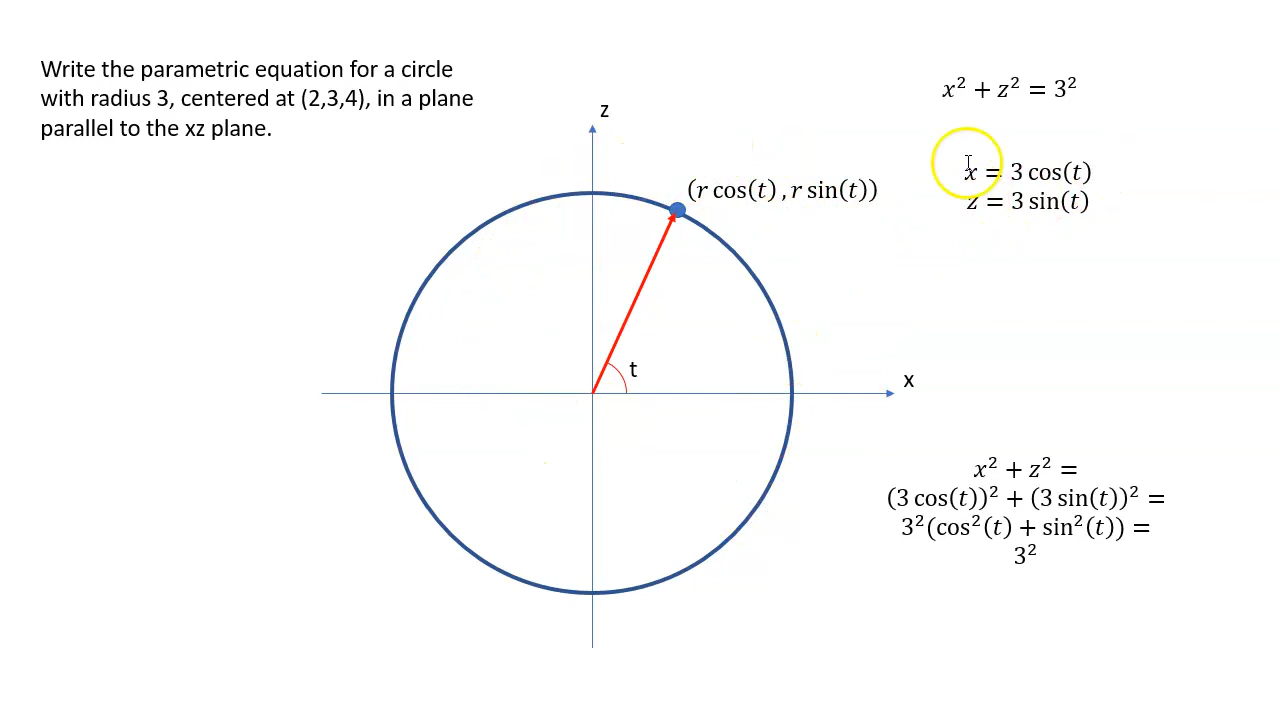 Write the parametric equation for a circle
with radius 3, centered at (2,3,4), in a plane
parallel to the xz plane.
z
(r cos(t) , r sin(t))
t
x
x² + z² = 3²
x = 3 cos(t)
z = 3 sin(t)
x² + z² =
(3 cos(t))² + (3 sin(t))² =
3²(cos²(t) + sin²(t)) =
3²